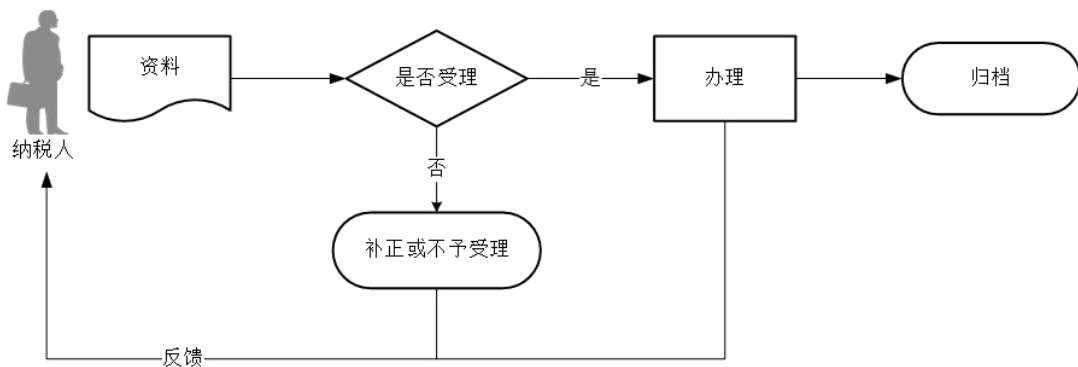 资料
是否受理
是
办理
归档
纳税人
否
补正或不予受理
反馈